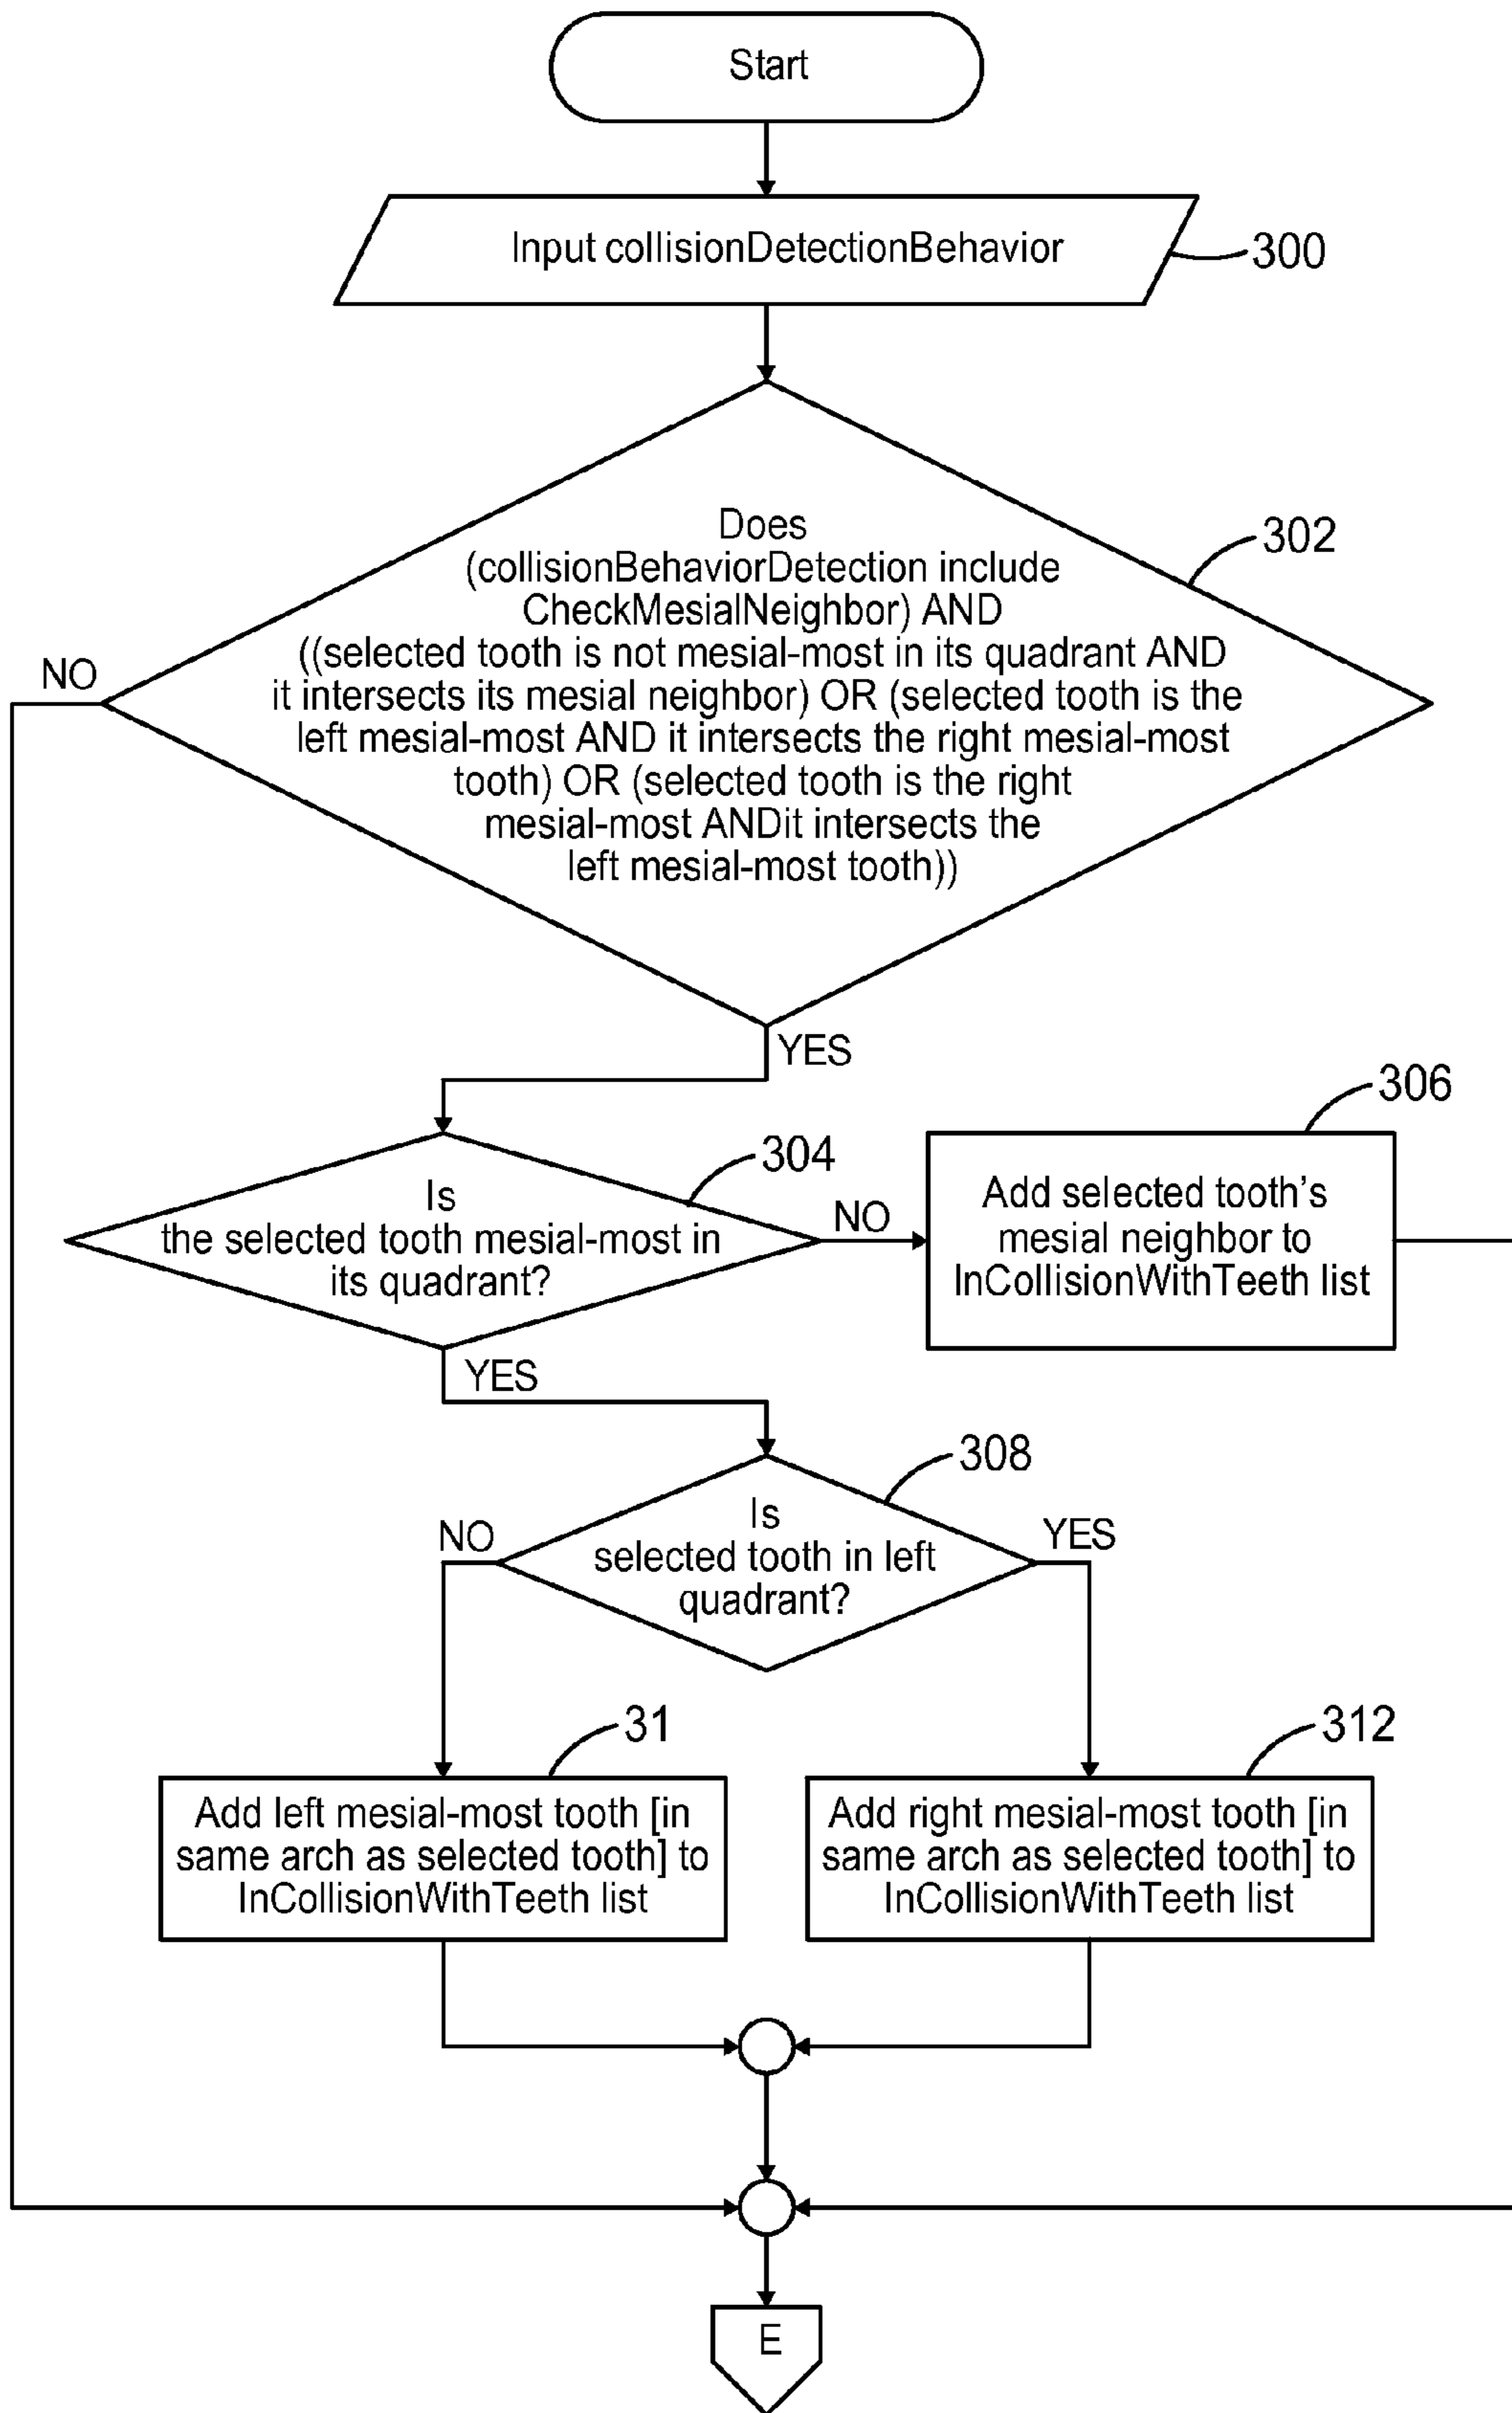 Start
Input collisionDetectionBehavior
300
Does
(collisionBehaviorDetection include
CheckMesialNeighbor) AND
((selected tooth is not mesial-most in its quadrant AND
it intersects its mesial neighbor) OR (selected tooth is the
left mesial-most AND it intersects the right mesial-most
tooth) OR (selected tooth is the right
mesial-most ANDit intersects the
left mesial-most tooth))
302
NO
YES
304
Is
the selected tooth mesial-most in
its quadrant?
NO
306
Add selected tooth's
mesial neighbor to
InCollisionWithTeeth list
YES
308
Is
selected tooth in left
quadrant?
NO
YES
31
Add left mesial-most tooth [in
same arch as selected tooth] to
InCollisionWithTeeth list
312
Add right mesial-most tooth [in
same arch as selected tooth] to
InCollisionWithTeeth list
E